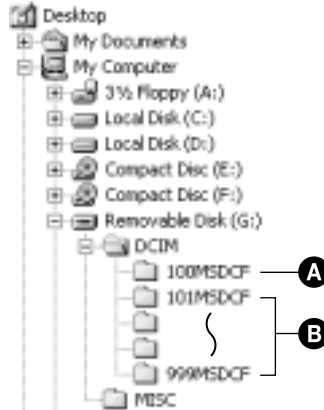 Desktop
My Documents
My Computer
3½ Floppy (A:)
Local Disk (C:)
Local Disk (D:)
Compact Disc (E:)
Compact Disc (F:)
Removable Disk (G:)
DCIM
100MSDCF A
101MSDCF
B
999MSDCF
MISC